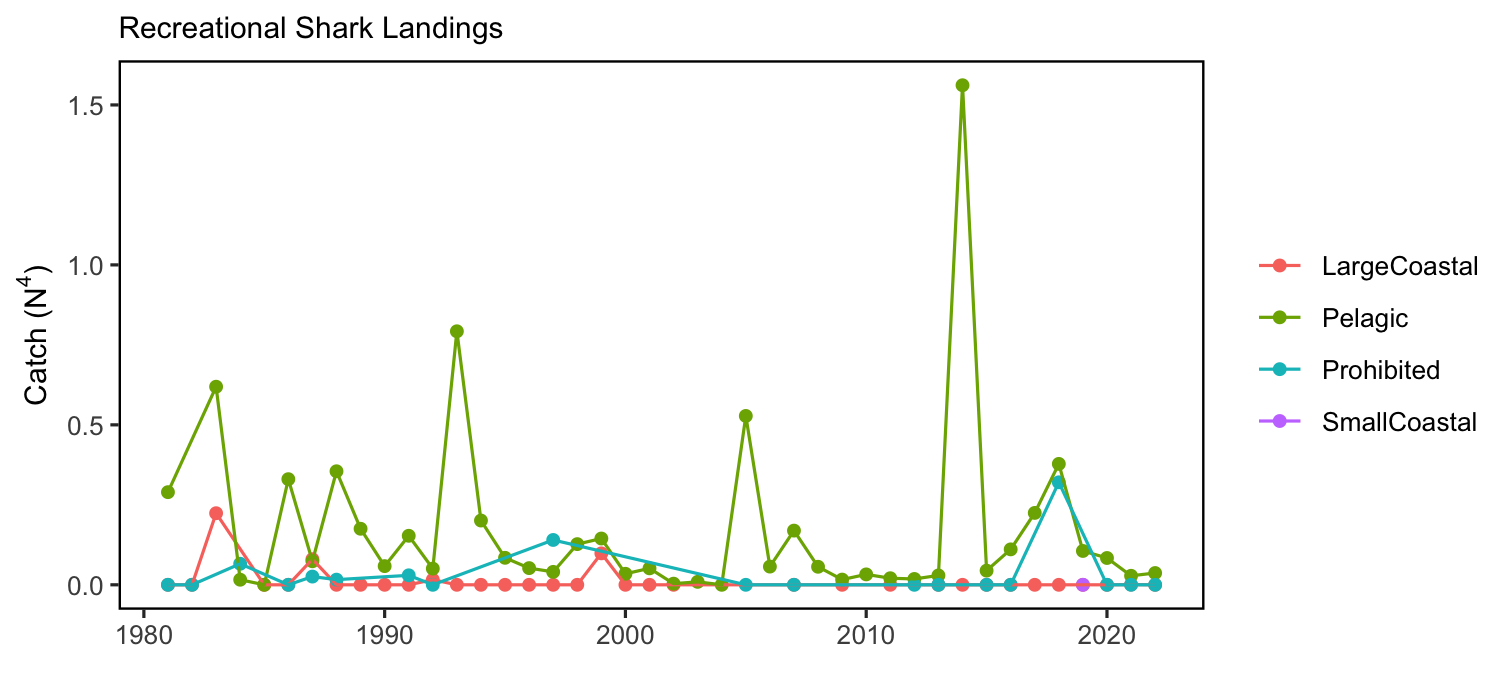 Recreational Shark Landings
Catch (N⁴)
1.5
1.0
0.5
0.0
1980 1990 2000 2010 2020
LargeCoastal
Pelagic
Prohibited
SmallCoastal